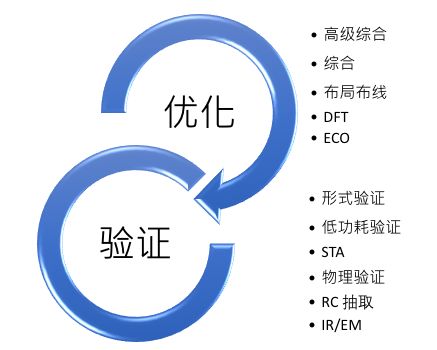 优化
• 高级综合
• 综合
• 布局布线
• DFT
• ECO
验证
• 形式验证
• 低功耗验证
• STA
• 物理验证
• RC 抽取
• IR/EM